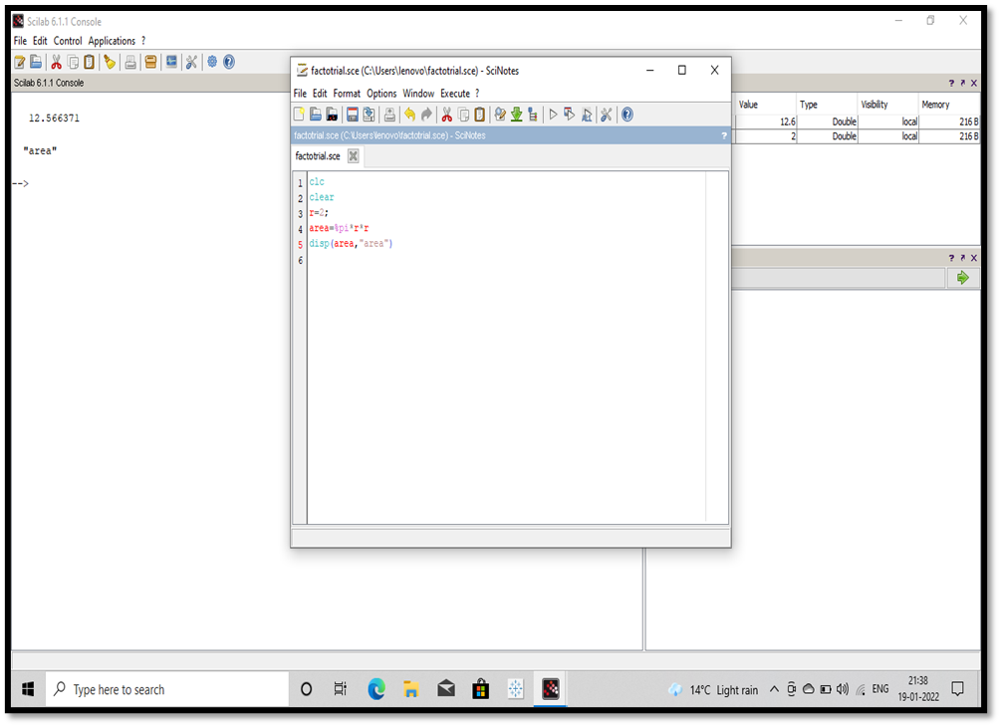 Scilab 6.1.1 Console
File Edit Control Applications ?
Scilab 6.1.1 Console
? X
12.566371
"area"
-->
factotrial.sce (C:\Users\lenovo\factotrial.sce) - SciNotes
File Edit Format Options Window Execute ?
factotrial.sce (C:\Users\lenovo\factotrial.sce) - SciNotes ?
factotrial.sce
1 clc
2 clear
3 r=2;
4 area=%pi*r*r
5 disp(area,"area")
6
Value Type Visibility Memory
12.6 Double local 216 B
2 Double local 216 B
? X
Type here to search
14°C Light rain
ENG
21:38
19-01-2022